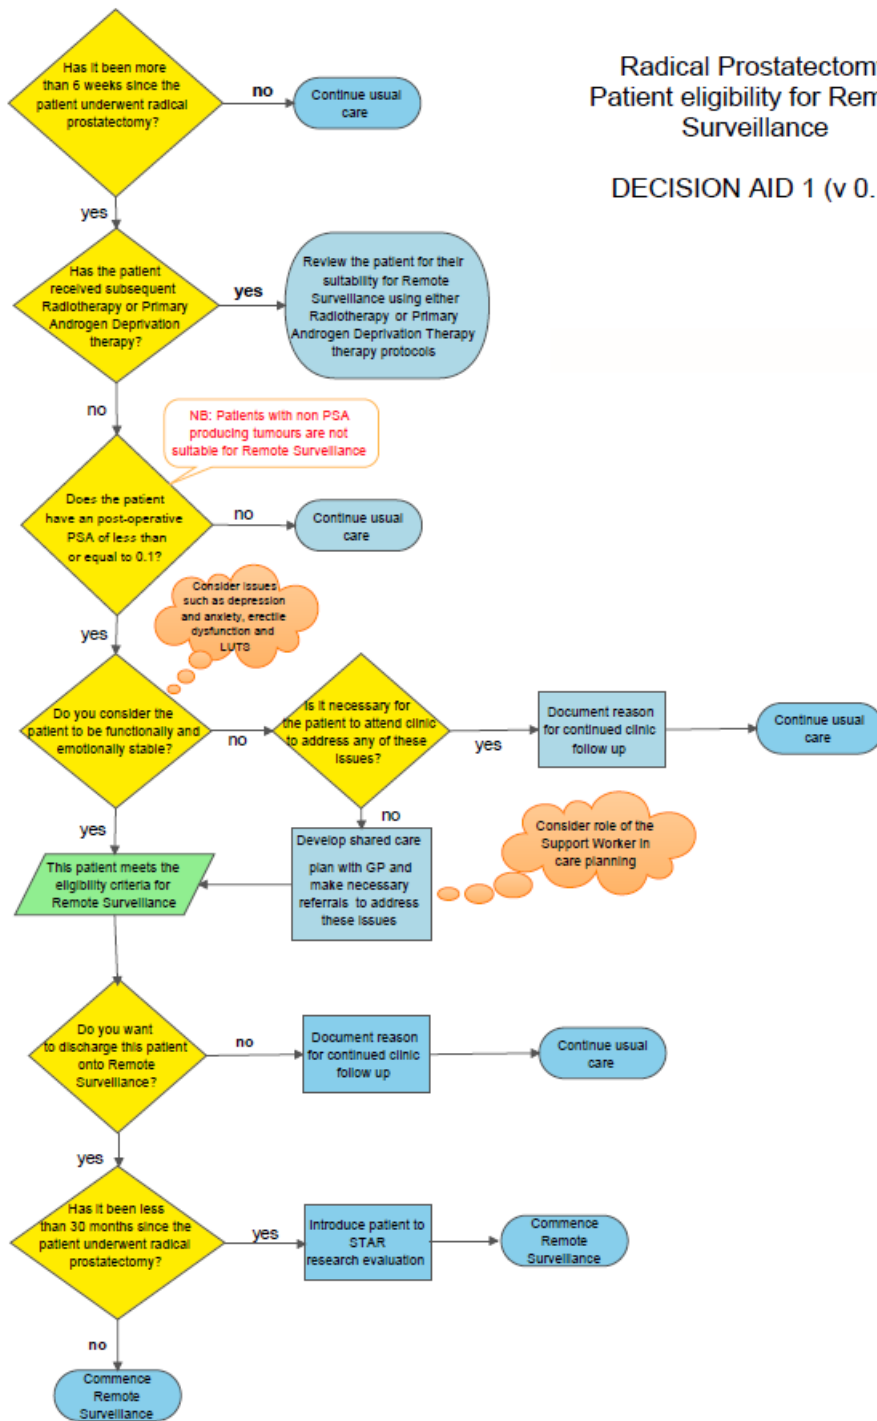 Radical Prostatectomy
Patient eligibility for Rem
Surveillance
DECISION AID 1 (v 0.
Has it been more
than 6 weeks since the
patient underwent radical
prostatectomy?
no
Continue usual
care
yes
Has the patient
received subsequent
Radiotherapy or Primary
Androgen Deprivation
therapy?
yes
Review the patient for their
suitability for Remote
Surveillance using either
Radiotherapy or Primary
Androgen Deprivation Therapy
therapy protocols
no
NB: Patients with non PSA
producing tumours are not
suitable for Remote Surveillance
Does the patient
have an post-operative
PSA of less than
or equal to 0.1?
no
Continue usual
care
Consider issues
such as depression
and anxiety, erectile
dysfunction and
LUTS
yes
Do you consider the
patient to be functionally and
emotionally stable?
no
Is it necessary for
the patient to attend clinic
to address any of these
issues?
yes
Document reason
for continued clinic
follow up
Continue usual
care
no
yes
Develop shared care
plan with GP and
make necessary
referrals to address
these issues
Consider role of the
Support Worker in
care planning
This patient meets the
eligibility criteria for
Remote Surveillance
Do you want
to discharge this patient
onto Remote
Surveillance?
no
Document reason
for continued clinic
follow up
Continue usual
care
yes
Has it been less
than 30 months since the
patient underwent radical
prostatectomy?
yes
Introduce patient to
STAR
research evaluation
Commence
Remote
Surveillance
no
Commence
Remote
Surveillance